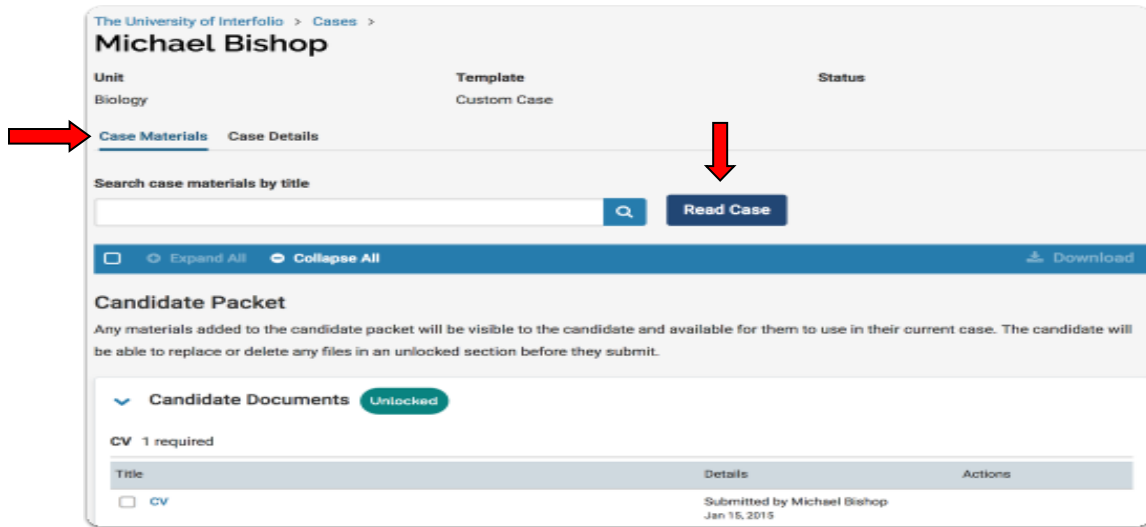 The University of Interfolio > Cases >
Michael Bishop
Unit Template Status
Biology Custom Case
Case Materials Case Details
Search case materials by title
Read Case
Expand All Collapse All Download
Candidate Packet
Any materials added to the candidate packet will be visible to the candidate and available for them to use in their current case. The candidate will
be able to replace or delete any files in an unlocked section before they submit.
Candidate Documents Unlocked
CV 1 required
Title Details Actions
CV Submitted by Michael Bishop
Jan 15, 2015